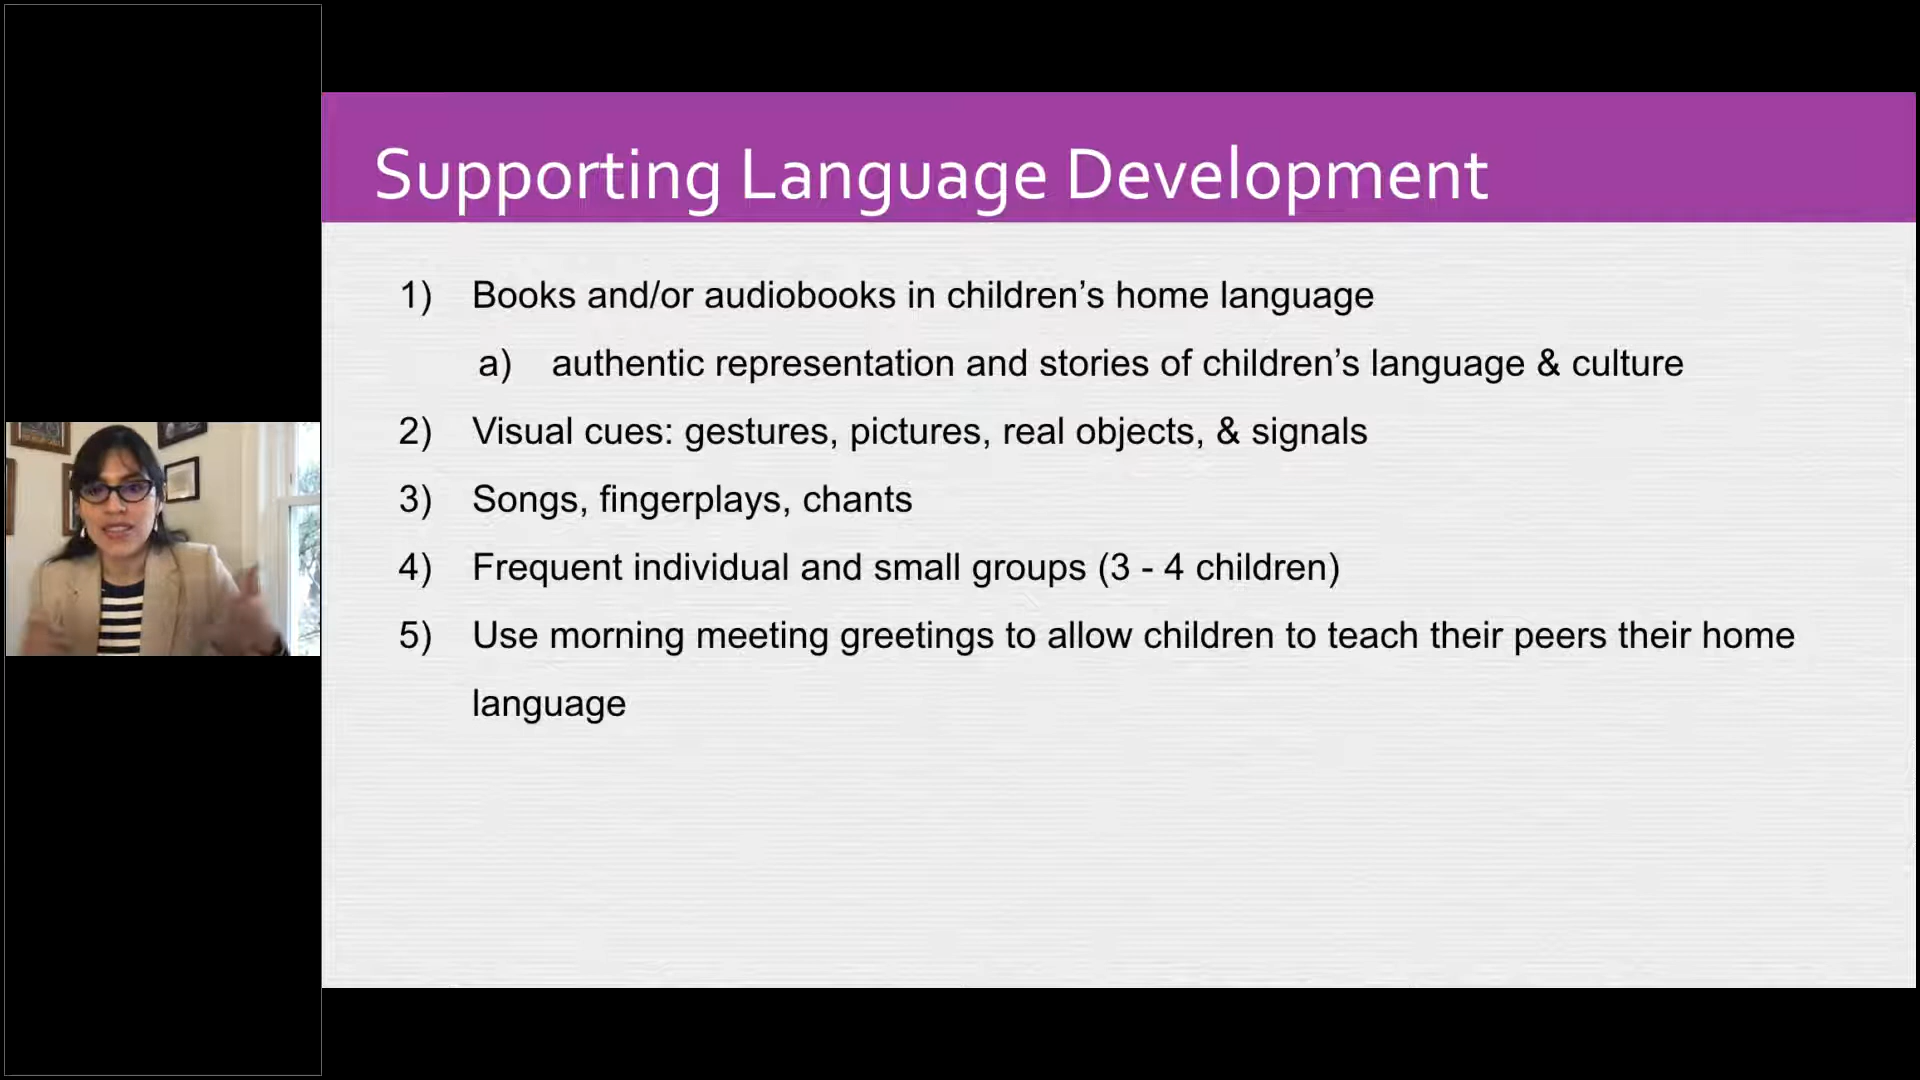 Supporting Language Development
1) Books and/or audiobooks in children’s home language
a) authentic representation and stories of children’s language & culture
2) Visual cues: gestures, pictures, real objects, & signals
3) Songs, fingerplays, chants
4) Frequent individual and small groups (3 - 4 children)
5) Use morning meeting greetings to allow children to teach their peers their home
language